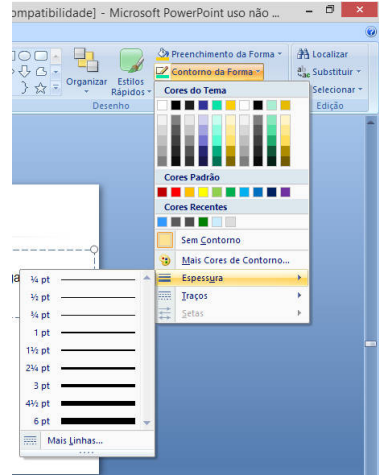 ompatibilidade] - Microsoft PowerPoint uso não ...
Preenchimento da Forma
Contorno da Forma
Organizar
Estilos
Rápidos
Desenho
Localizar
Substituir
Selecionar
Edição
Cores do Tema
Cores Padrão
Cores Recentes
Sem Contorno
Mais Cores de Contorno...
Espessura
Traços
Setas
¼ pt
½ pt
¾ pt
1 pt
1½ pt
2¼ pt
3 pt
4½ pt
6 pt
Mais Linhas...